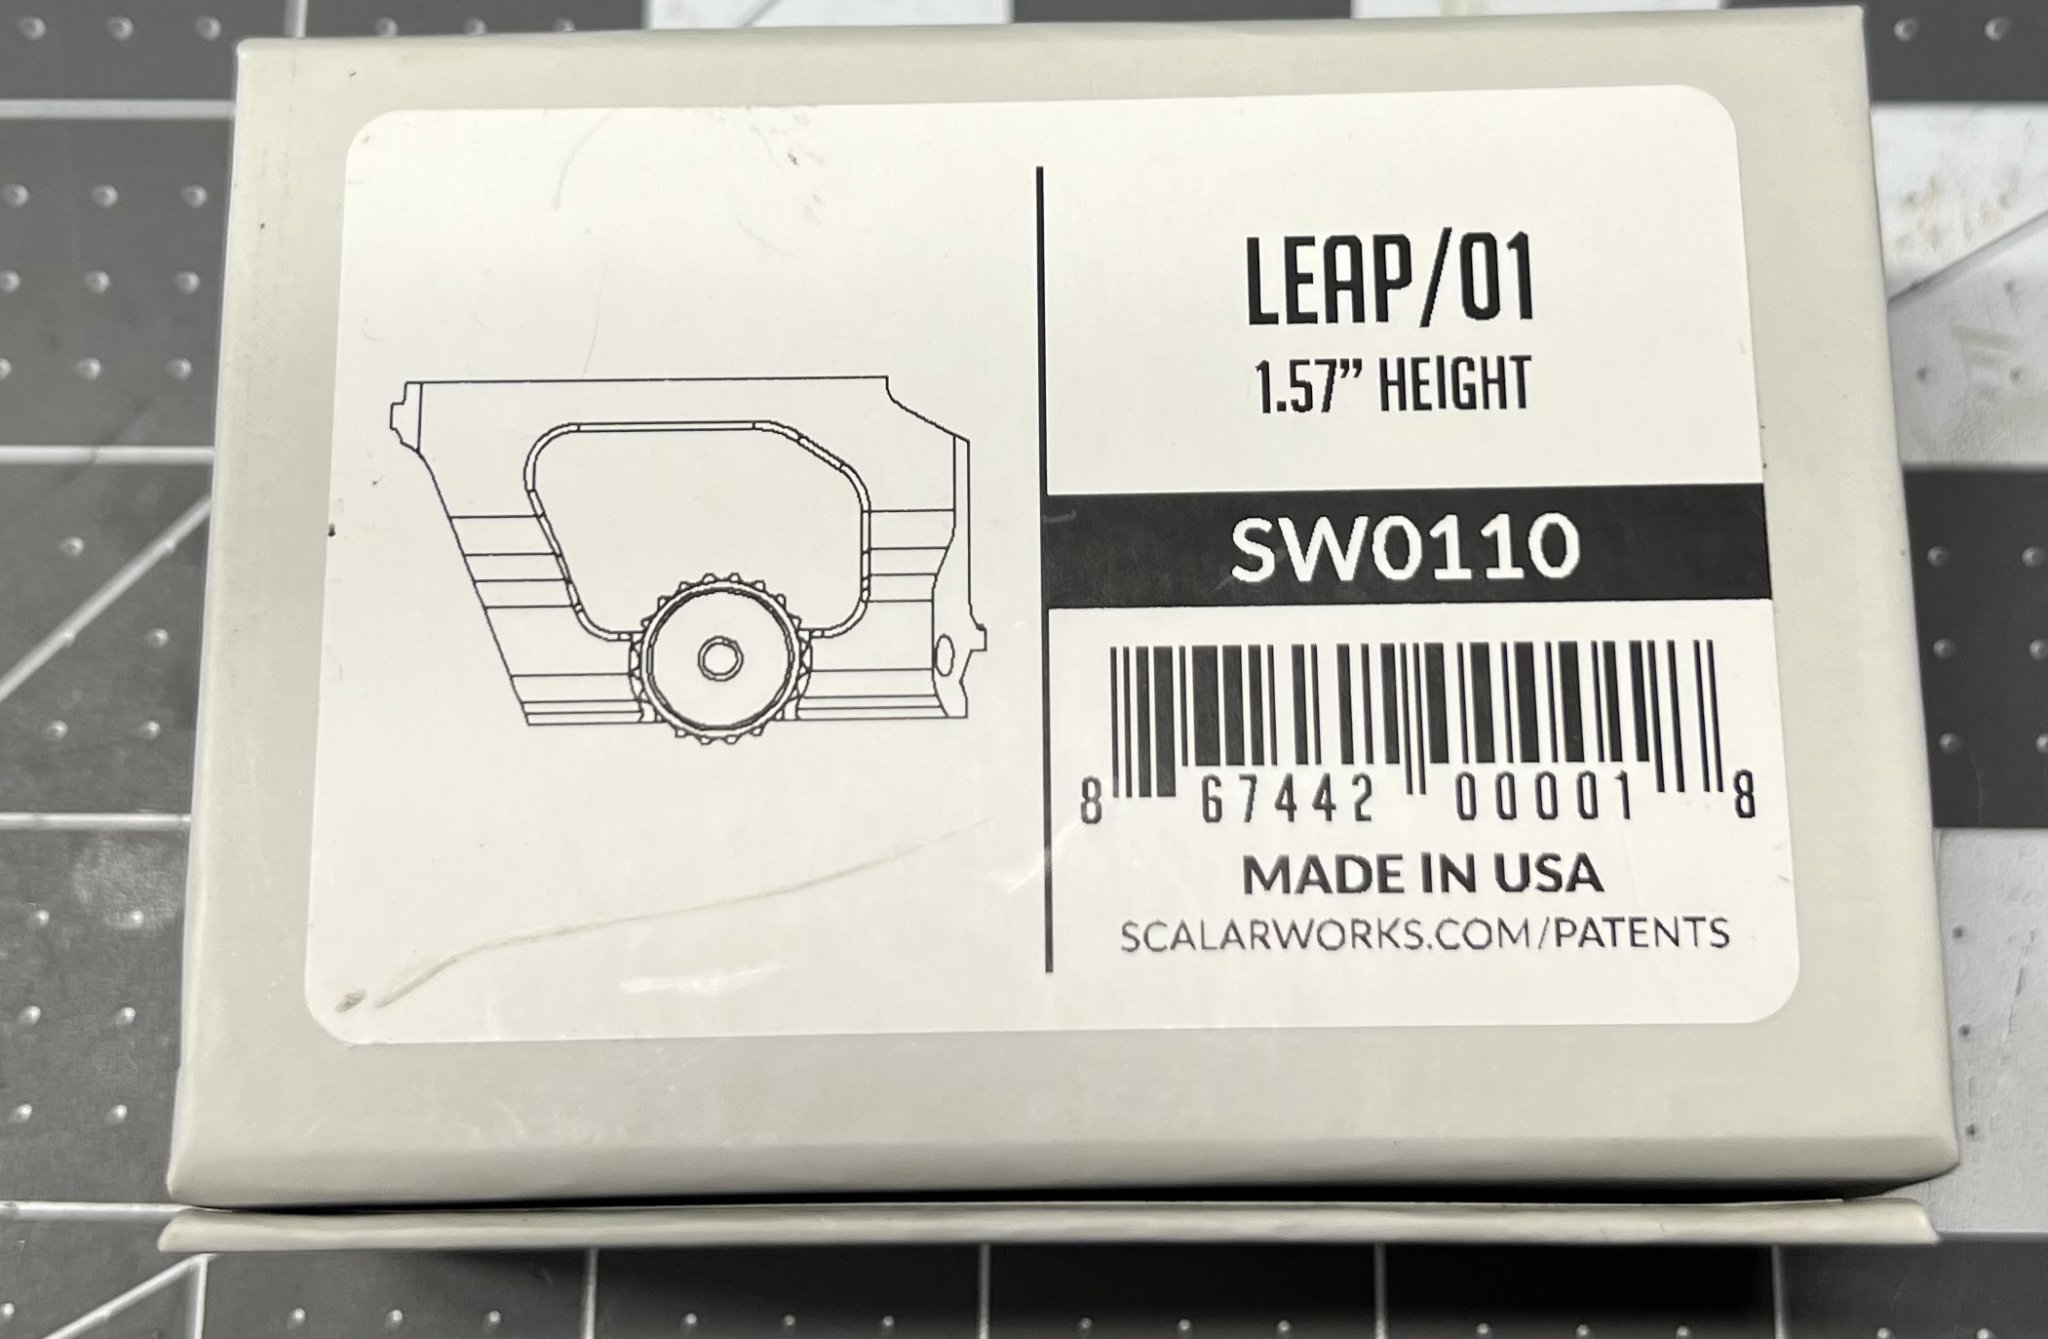 LEAP/01
1.57” HEIGHT
SW0110
8 67442 00001 8
MADE IN USA
SCALARWORKS.COM/PATENTS